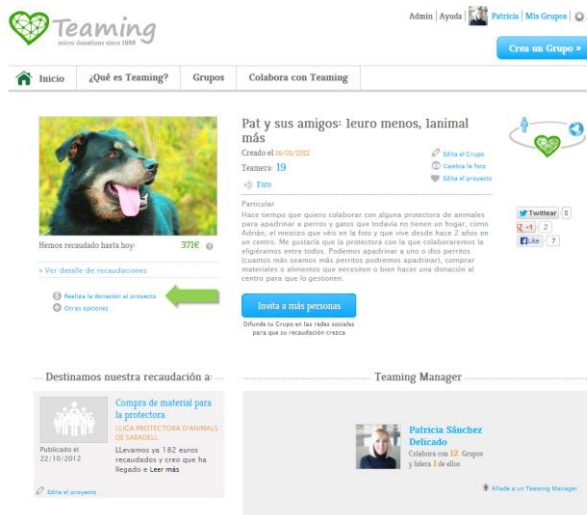 Admin | Ayuda | Patricia | Mis Grupos |
Teaming
micro donations since 1998
Crea un Grupo »
Inicio
¿Qué es Teaming?
Grupos
Colabora con Teaming
Pat y sus amigos: 1euro menos, 1animal
más
Creado el 16/01/2012
Teamers: 19
Foro
Edita el Grupo
Cambia la foto
Edita el proyecto
Particular
Hace tiempo que quiero colaborar con alguna protectora de animales
para apadrinar a perros y gatos que todavía no tienen un hogar, como
Adrián, el mestizo que véis en la foto y que vive desde hace 2 años en
un centro. Me gustaría que la protectora con la que colaboraremos la
eligiéramos entre todos. Podemos apadrinar a uno o dos perritos
(cuantos más seamos más perritos podremos apadrinar), comprar
materiales o alimentos que necesiten o bien hacer una donación al
centro para que lo gestionen.
Hemos recaudado hasta hoy: 371€
» Ver detalle de recaudaciones
Realiza la donación al proyecto
Otras opciones
Invita a más personas
Difunde tu Grupo en las redes sociales
para que su recaudación crezca
Twittear 0
+1 2
Like 7
Destinamos nuestra recaudación a:
Compra de material para
la protectora
LLIGA PROTECTORA D'ANIMALS
DE SABADELL
Publicado el
22/10/2012
LLevamos ya 182 euros
recaudados y creo que ha
llegado e Leer más
Edita el proyecto
Teaming Manager
Patricia Sánchez
Delicado
Colabora con 12 Grupos
y lidera 1 de ellos
Añade a un Teaming Manager